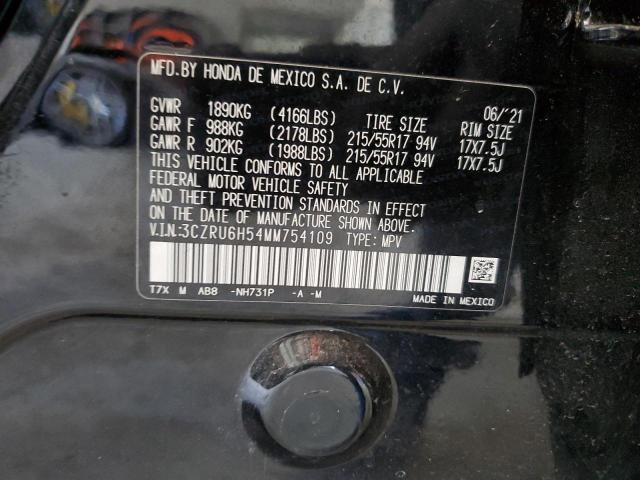 MFD.BY HONDA DE MEXICO S.A. DE C.V.
06/'21
GVWR 1890KG (4166LBS) TIRE SIZE RIM SIZE
GAWR F 988KG (2178LBS) 215/55R17 94V 17X7.5J
GAWR R 902KG (1988LBS) 215/55R17 94V 17X7.5J
THIS VEHICLE CONFORMS TO ALL APPLICABLE
FEDERAL MOTOR VEHICLE SAFETY
AND THEFT PREVENTION STANDARDS IN EFFECT
ON THE DATE OF MANUFACTURE SHOWN ABOVE.
V.I.N.:3CZRU6H54MM754109 TYPE: MPV
T7X M AB8 -NH731P -A -M
MADE IN MEXICO